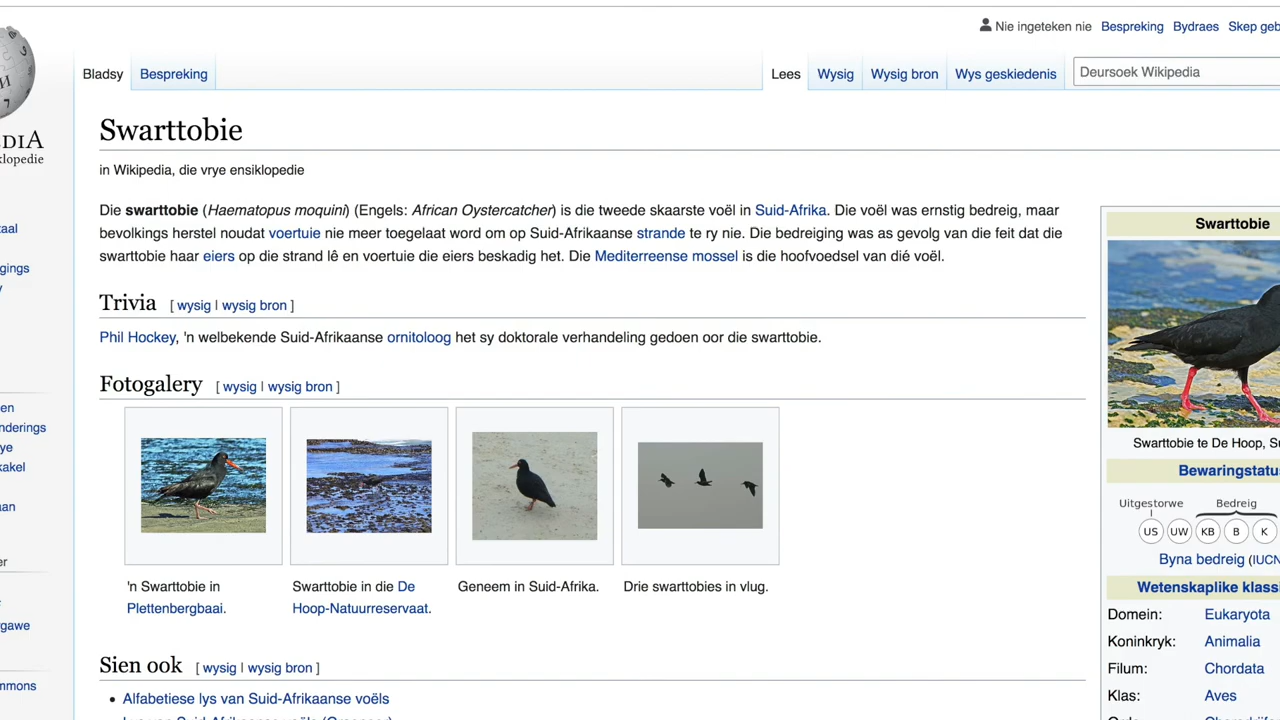 Nie ingeteken nie Bespreking Bydraes Skep
DIA
klopedie
Bladsy Bespreking Lees Wysig Wysig bron Wys geskiedenis Deursoek Wikipedia
Swarttobie
in Wikipedia, die vrye ensiklopedie
Die swarttobie (Haematopus moquini) (Engels: African Oystercatcher) is die tweede skaarste voël in Suid-Afrika. Die voël was ernstig bedreig, maar
bevolkings herstel noudat voertuie nie meer toegelaat word om op Suid-Afrikaanse strande te ry nie. Die bedreiging was as gevolg van die feit dat die
swarttobie haar eiers op die strand lê en voertuie die eiers beskadig het. Die Mediterreense mossel is die hoofvoedsel van dié voël.
Trivia [ wysig | wysig bron ]
Phil Hockey, 'n welbekende Suid-Afrikaanse ornitoloog het sy doktorale verhandeling gedoen oor die swarttobie.
Fotogalery [ wysig | wysig bron ]
'n Swarttobie in
Plettenbergbaai.
Swarttobie in die De
Hoop-Natuurreservaat.
Geneem in Suid-Afrika.
Drie swarttobies in vlug.
Sien ook [ wysig | wysig bron ]
• Alfabetiese lys van Suid-Afrikaanse voëls
Swarttobie
Swarttobie te De Hoop,
Bewaringstatu
Uitgestorwe Bedreig
US UW KB B K
Byna bedreig (IUCN
Wetenskaplike klassi
Domein: Eukaryota
Koninkryk: Animalia
Filum: Chordata
Klas: Aves